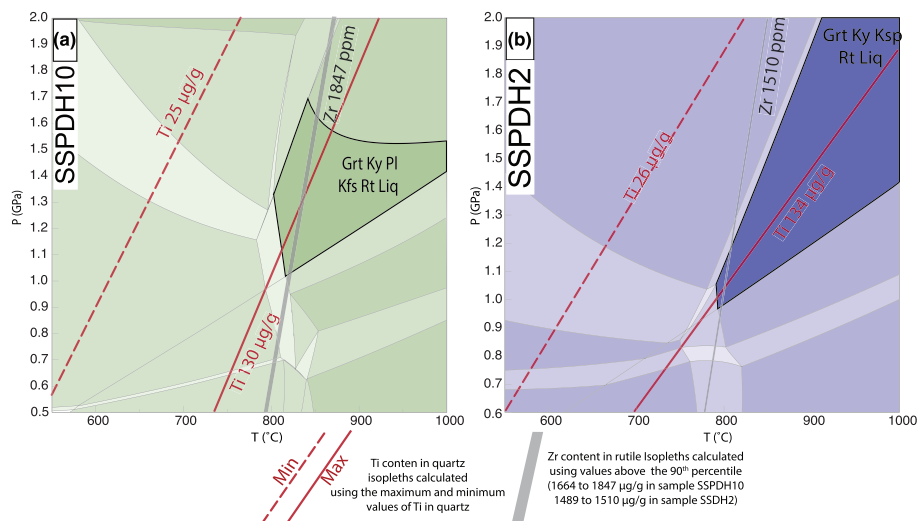 (a)
SSPDH10
2.0
1.9
1.8
1.7
1.6
1.5
1.4
1.3
1.2
1.1
1.0
0.9
0.8
0.7
0.6
0.5
P (GPa)
Ti 25 µg/g
Zr 1847 ppm
Grt Ky Pl
Kfs Rt Liq
Ti 130 µg/g
600
700
800
900
1000
T (˚C)
(b)
SSPDH2
2.0
1.9
1.8
1.7
1.6
1.4
1.3
1.2
1.1
1.0
0.9
0.8
0.7
0.6
P (GPa)
Ti 26 µg/g
Zr 1510 ppm
Grt Ky Ksp
Rt Liq
Ti 134 µg/g
600
700
800
900
1000
T (˚C)
Min
Max
Ti conten in quartz
isopleths calculated
using the maximum and minimum
values of Ti in quartz
Zr content in rutile Isopleths calculated
using values above the 90th percentile
(1664 to 1847 µg/g in sample SSPDH10
1489 to 1510 µg/g in sample SSDH2)